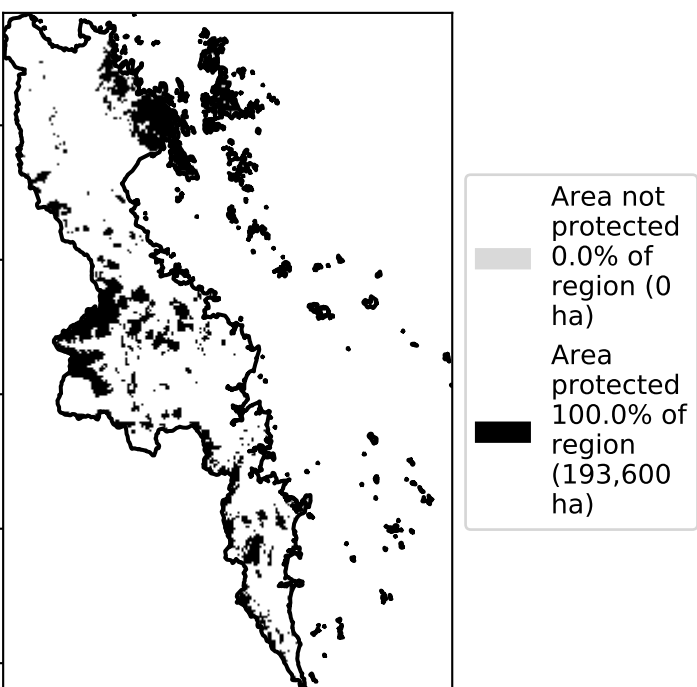 Area not
protected
0.0% of
region (0
ha)
Area
protected
100.0% of
region
(193,600
ha)